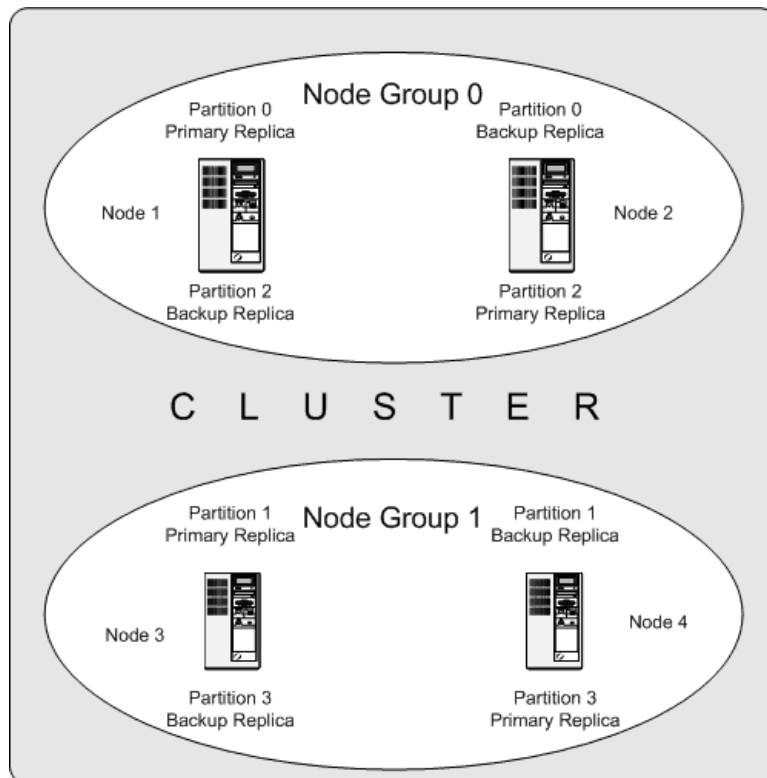 Node Group 0
Partition 0
Primary Replica
Partition 0
Backup Replica
Node 1
Node 2
Partition 2
Backup Replica
Partition 2
Primary Replica
C L U S T E R
Node Group 1
Partition 1
Primary Replica
Partition 1
Backup Replica
Node 3
Node 4
Partition 3
Backup Replica
Partition 3
Primary Replica